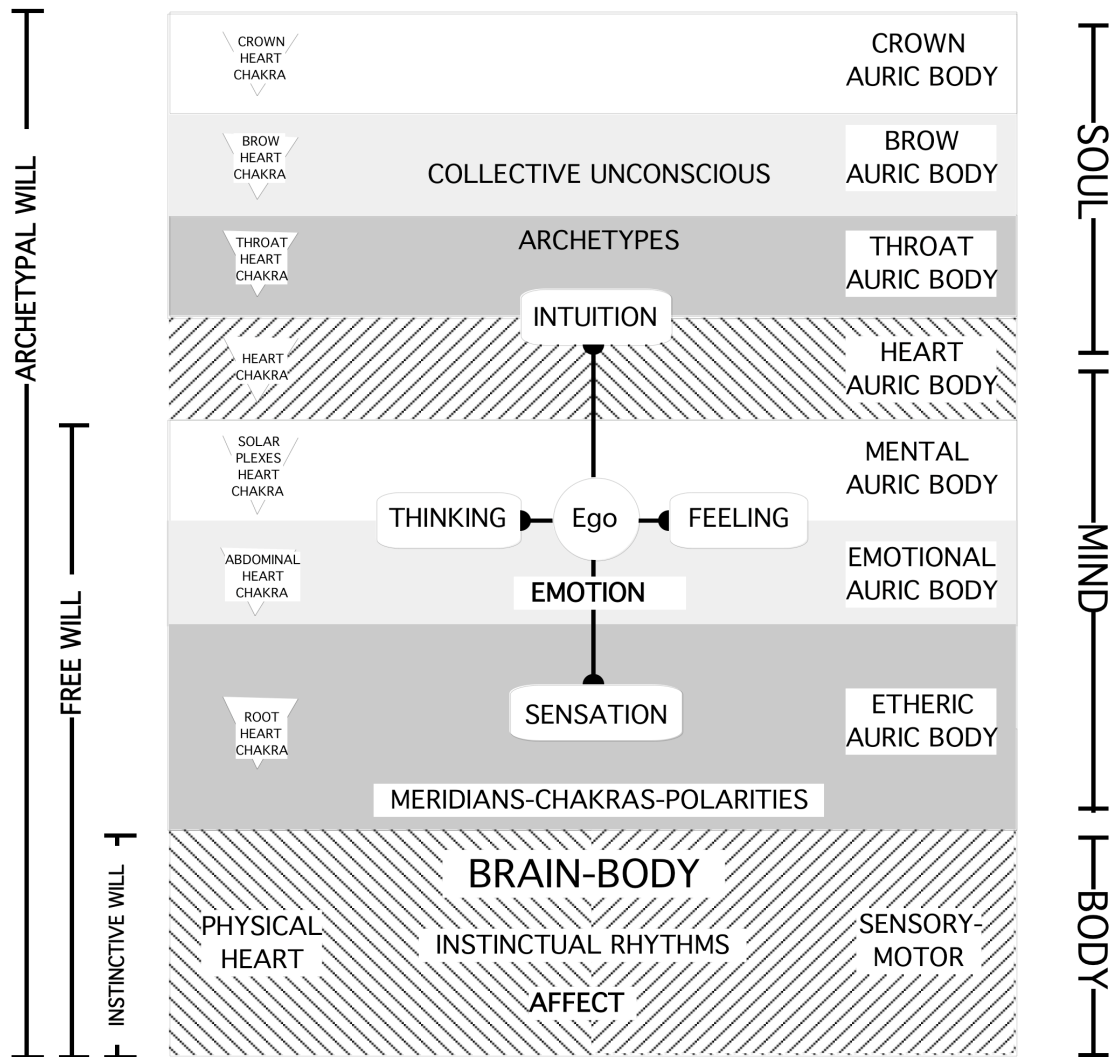 CROWN
HEART
CHAKRA
CROWN
AURIC BODY
BROW
HEART
CHAKRA
COLLECTIVE UNCONSCIOUS
BROW
AURIC BODY
THROAT
HEART
CHAKRA
ARCHETYPES
THROAT
AURIC BODY
INTUITION
HEART
CHAKRA
HEART
AURIC BODY
SOLAR
PLEXES
HEART
CHAKRA
MENTAL
AURIC BODY
THINKING
Ego
FEELING
ABDOMINAL
HEART
CHAKRA
EMOTION
EMOTIONAL
AURIC BODY
ROOT
HEART
CHAKRA
SENSATION
ETHERIC
AURIC BODY
MERIDIANS-CHAKRAS-POLARITIES
BRAIN-BODY
PHYSICAL
HEART
INSTINCTUAL RHYTHMS
SENSORY-
MOTOR
AFFECT
ARCHETYPAL WILL
FREE WILL
INSTINCTIVE WILL
SOUL
MIND
BODY